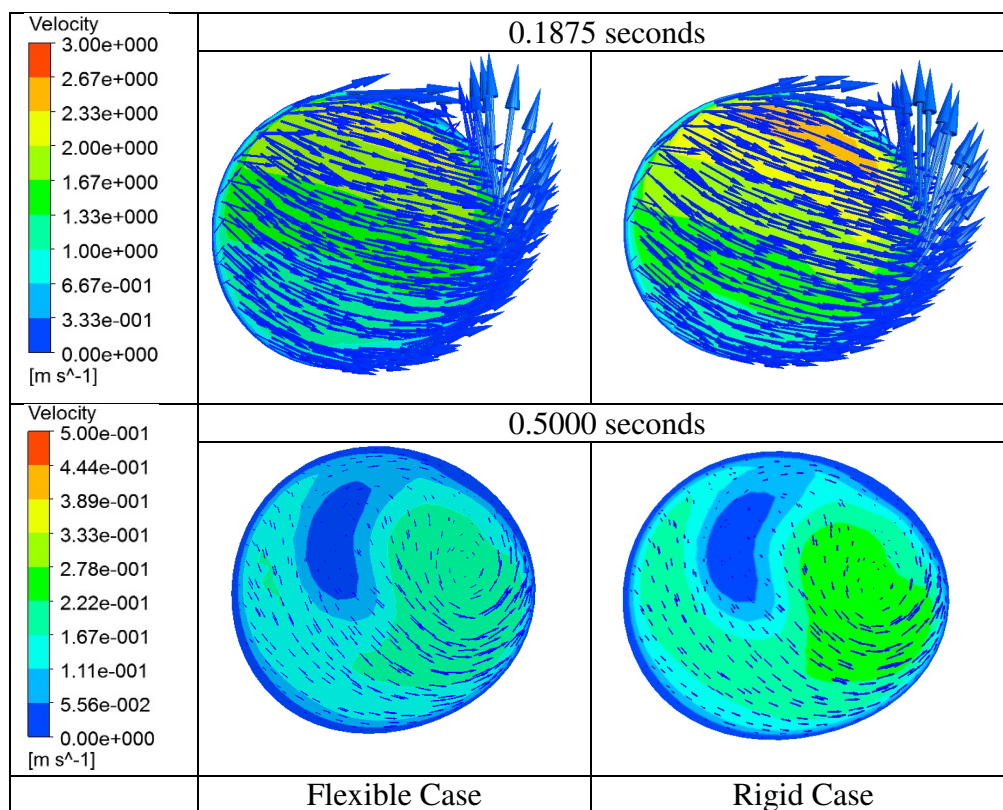 Velocity
3.00e+000
2.67e+000
2.33e+000
2.00e+000
1.67e+000
1.33e+000
1.00e+000
6.67e-001
3.33e-001
0.00e+000
[m s^-1]
0.1875 seconds
Velocity
5.00e-001
4.44e-001
3.89e-001
3.33e-001
2.78e-001
2.22e-001
1.67e-001
1.11e-001
5.56e-002
0.00e+000
[m s^-1]
0.5000 seconds
Flexible Case
Rigid Case